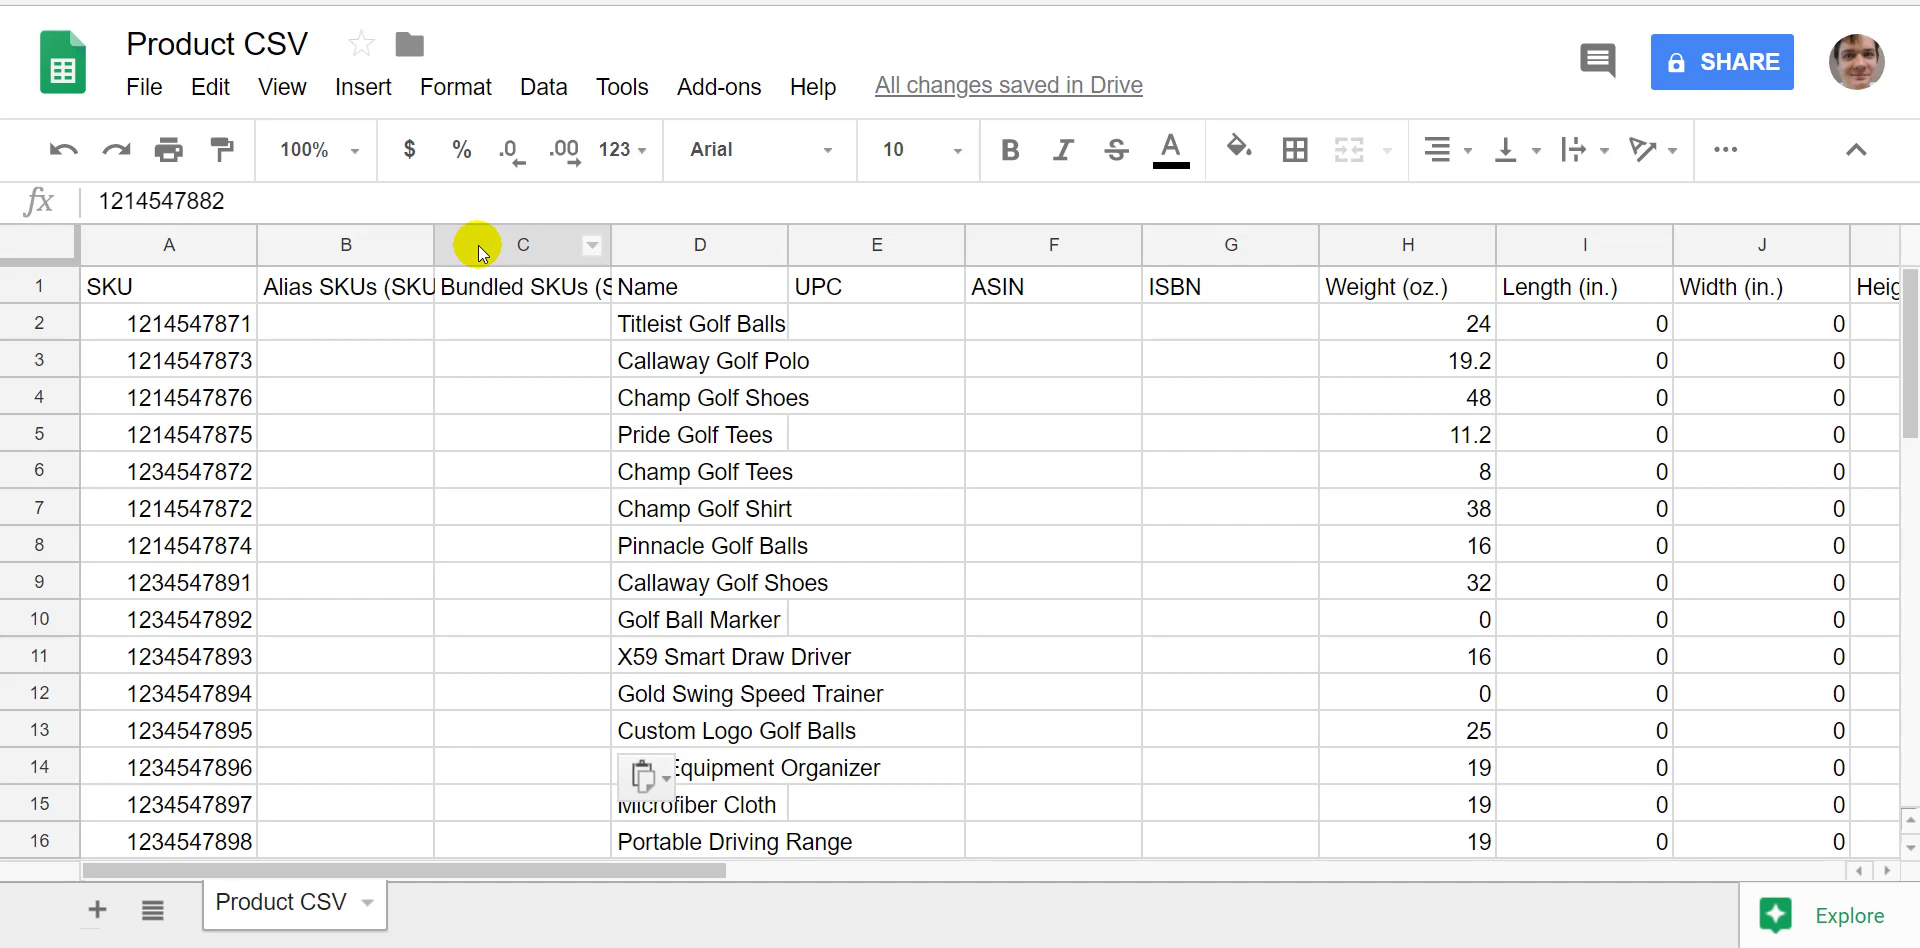 Product CSV
File Edit View Insert Format Data Tools Add-ons Help All changes saved in Drive
SHARE
100% $ % .0 .00 123 Arial 10 B I S A
fx 1214547882
A B C D E F G H I J
1 SKU Alias SKUs (SKU Bundled SKUs (S Name UPC ASIN ISBN Weight (oz.) Length (in.) Width (in.) Heig
2 1214547871 Titleist Golf Balls 24 0 0
3 1214547873 Callaway Golf Polo 19.2 0 0
4 1214547876 Champ Golf Shoes 48 0 0
5 1214547875 Pride Golf Tees 11.2 0 0
6 1234547872 Champ Golf Tees 8 0 0
7 1214547872 Champ Golf Shirt 38 0 0
8 1214547874 Pinnacle Golf Balls 16 0 0
9 1234547891 Callaway Golf Shoes 32 0 0
10 1234547892 Golf Ball Marker 0 0 0
11 1234547893 X59 Smart Draw Driver 16 0 0
12 1234547894 Gold Swing Speed Trainer 0 0 0
13 1234547895 Custom Logo Golf Balls 25 0 0
14 1234547896 Equipment Organizer 19 0 0
15 1234547897 Microfiber Cloth 19 0 0
16 1234547898 Portable Driving Range 19 0 0
Product CSV
Explore